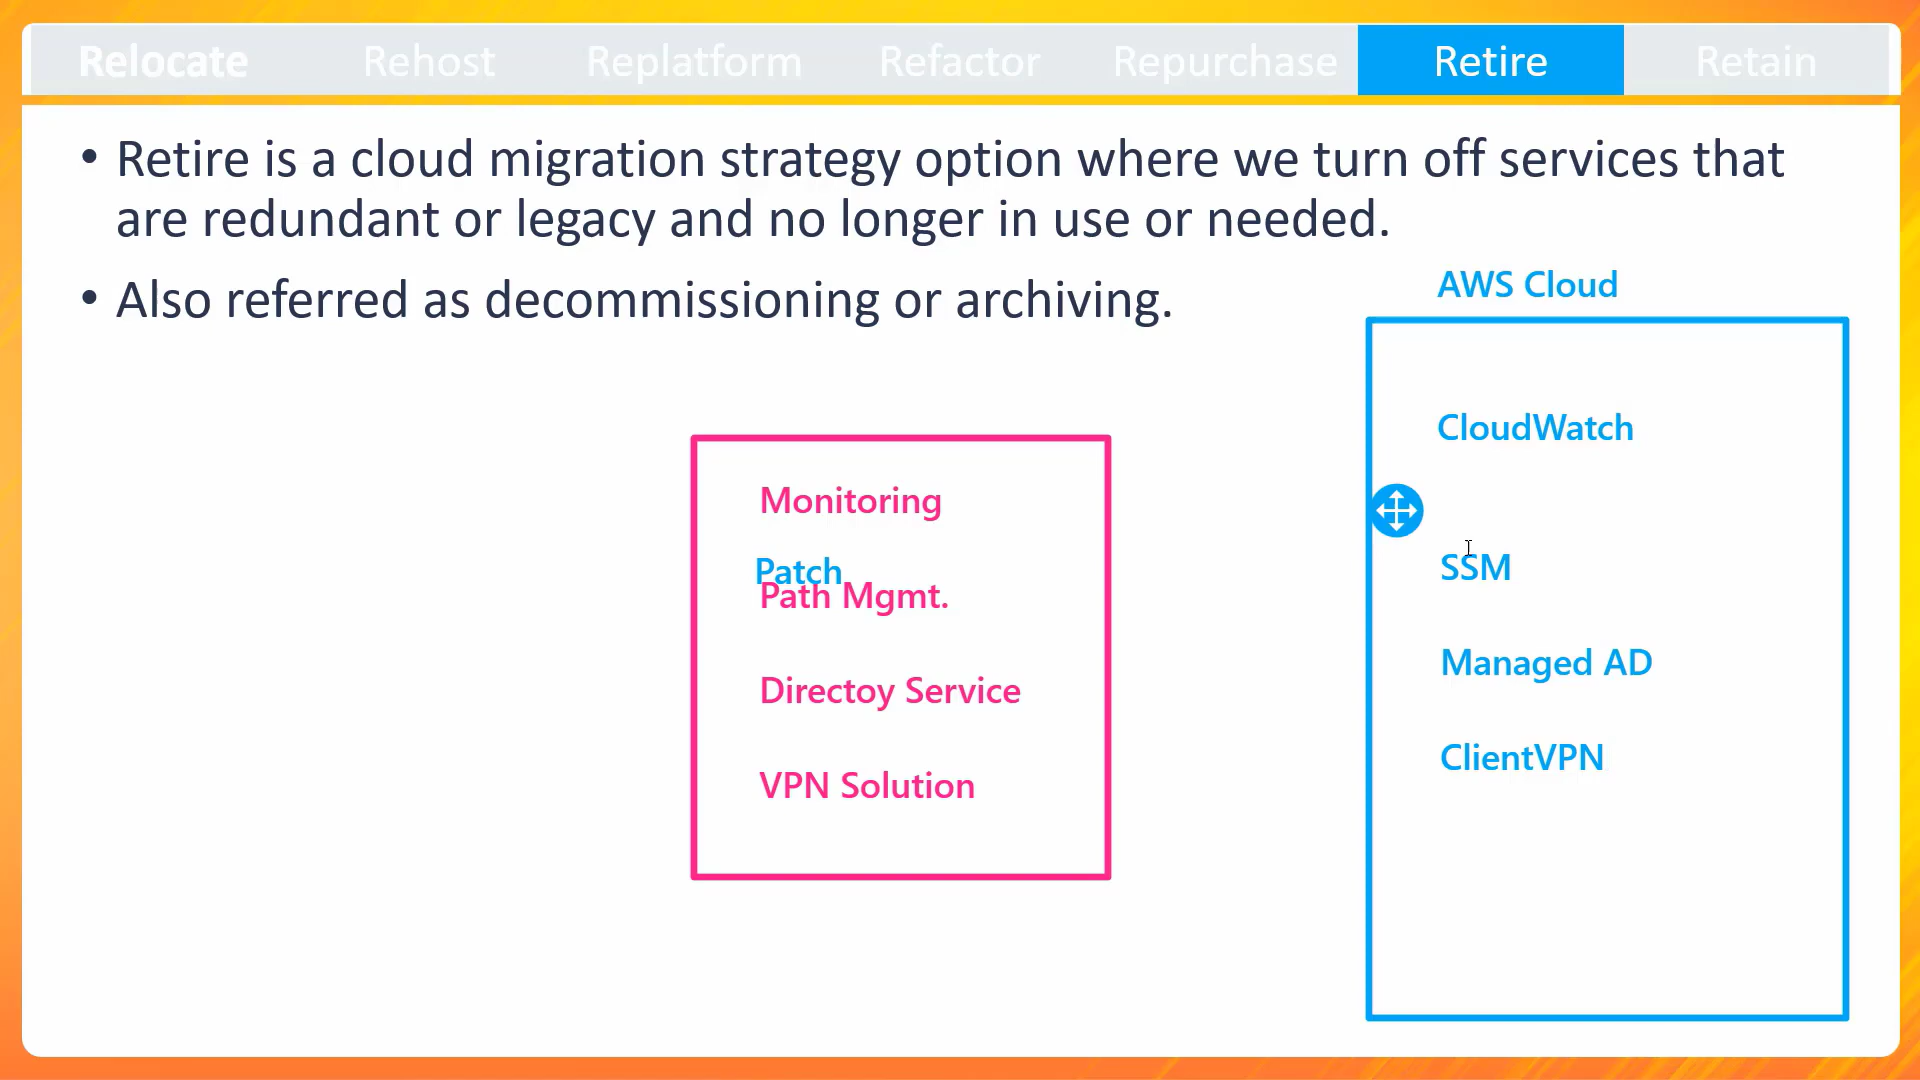 Relocate Rehost Replatform Refactor Repurchase Retire Retain
• Retire is a cloud migration strategy option where we turn off services that
are redundant or legacy and no longer in use or needed.
• Also referred as decommissioning or archiving.
Monitoring
Patch
Path Mgmt.
Directoy Service
VPN Solution
AWS Cloud
CloudWatch
SSM
Managed AD
ClientVPN